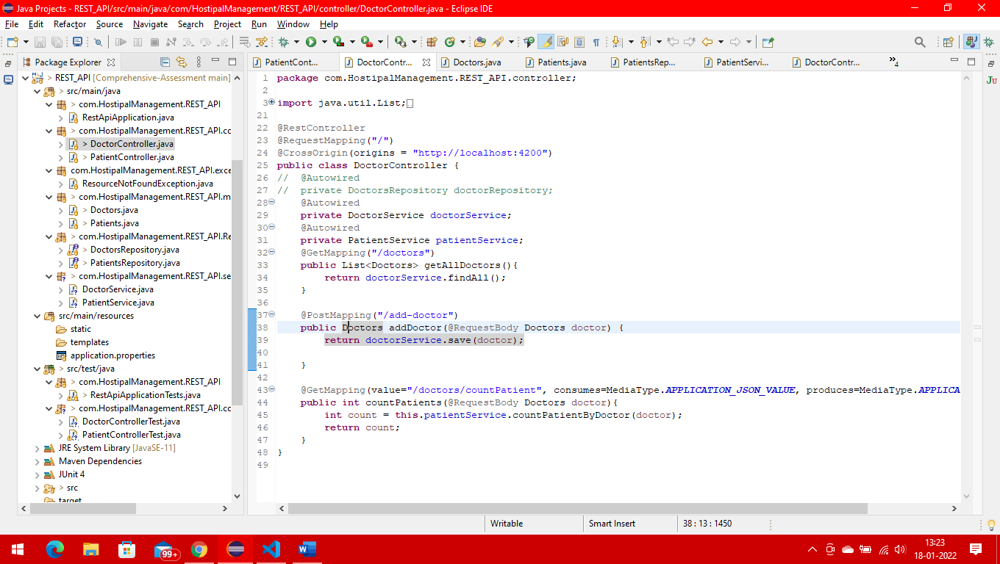 Java Projects - REST_API/src/main/java/com/HostipalManagement/REST_API/controller/DoctorController.java - Eclipse IDE
File Edit Refactor Source Navigate Search Project Run Window Help
Package Explorer
REST_API [Comprehensive-Assessment main]
> src/main/java
> com.HostipalManagement.REST_API
> RestApiApplication.java
> com.HostipalManagement.REST_API.cc
> DoctorController.java
> PatientController.java
com.HostipalManagement.REST_API.exce
ResourceNotFoundException.java
> com.HostipalManagement.REST_API.m
> Doctors.java
> Patients.java
> com.HostipalManagement.REST_API.Re
> DoctorsRepository.java
> PatientsRepository.java
> com.HostipalManagement.REST_API.se
DoctorService.java
PatientService.java
> src/main/resources
static
templates
application.properties
> src/test/java
> com.HostipalManagement.REST_API
> RestApiApplicationTests.java
> com.HostipalManagement.REST_API.cc
DoctorControllerTest.java
PatientControllerTest.java
JRE System Library [JavaSE-11]
Maven Dependencies
JUnit 4
> src
target
PatientCont... DoctorContr... Doctors.java Patients.java PatientsRep... PatientServi... DoctorContr... »4
1 package com.HostipalManagement.REST_API.controller;
2
3 import java.util.List;
21
22 @RestController
23 @RequestMapping("/")
24 @CrossOrigin(origins = "http://localhost:4200")
25 public class DoctorController {
26 // @Autowired
27 // private DoctorsRepository doctorRepository;
28 @Autowired
29 private DoctorService doctorService;
30 @Autowired
31 private PatientService patientService;
32 @GetMapping("/doctors")
33 public List<Doctors> getAllDoctors(){
34 return doctorService.findAll();
35 }
36
37 @PostMapping("/add-doctor")
38 public Doctors addDoctor(@RequestBody Doctors doctor) {
39 return doctorService.save(doctor);
40
41 }
42
43 @GetMapping(value="/doctors/countPatient", consumes=MediaType.APPLICATION_JSON_VALUE, produces=MediaType.APPLICA
44 public int countPatients(@RequestBody Doctors doctor){
45 int count = this.patientService.countPatientByDoctor(doctor);
46 return count;
47 }
48 }
49
Writable Smart Insert 38 : 13 : 1450
99+
13:23
18-01-2022